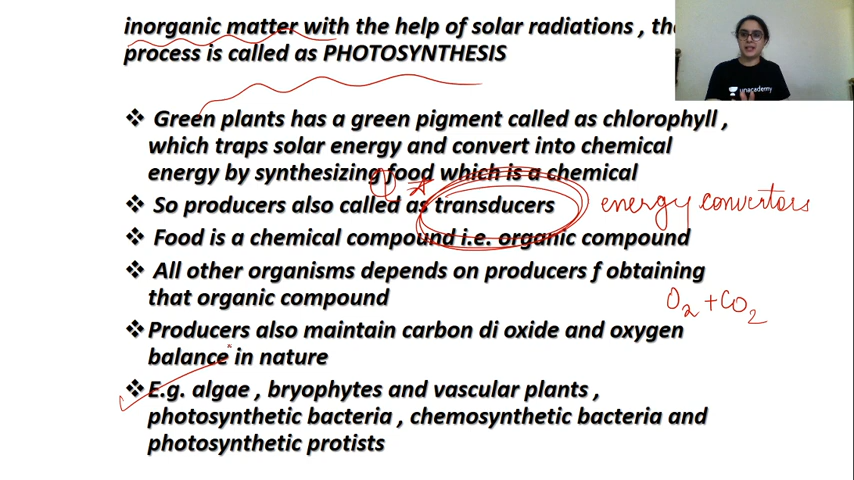 inorganic matter with the help of solar radiations , the
process is called as PHOTOSYNTHESIS
unacademy
❖ Green plants has a green pigment called as chlorophyll ,
which traps solar energy and convert into chemical
energy by synthesizing food which is a chemical
❖ So producers also called as transducers energy convertors
❖ Food is a chemical compound i.e. organic compound
❖ All other organisms depends on producers f obtaining
that organic compound
O2 + CO2
❖ Producers also maintain carbon di oxide and oxygen
balance in nature
❖ E.g. algae , bryophytes and vascular plants ,
photosynthetic bacteria , chemosynthetic bacteria and
photosynthetic protists